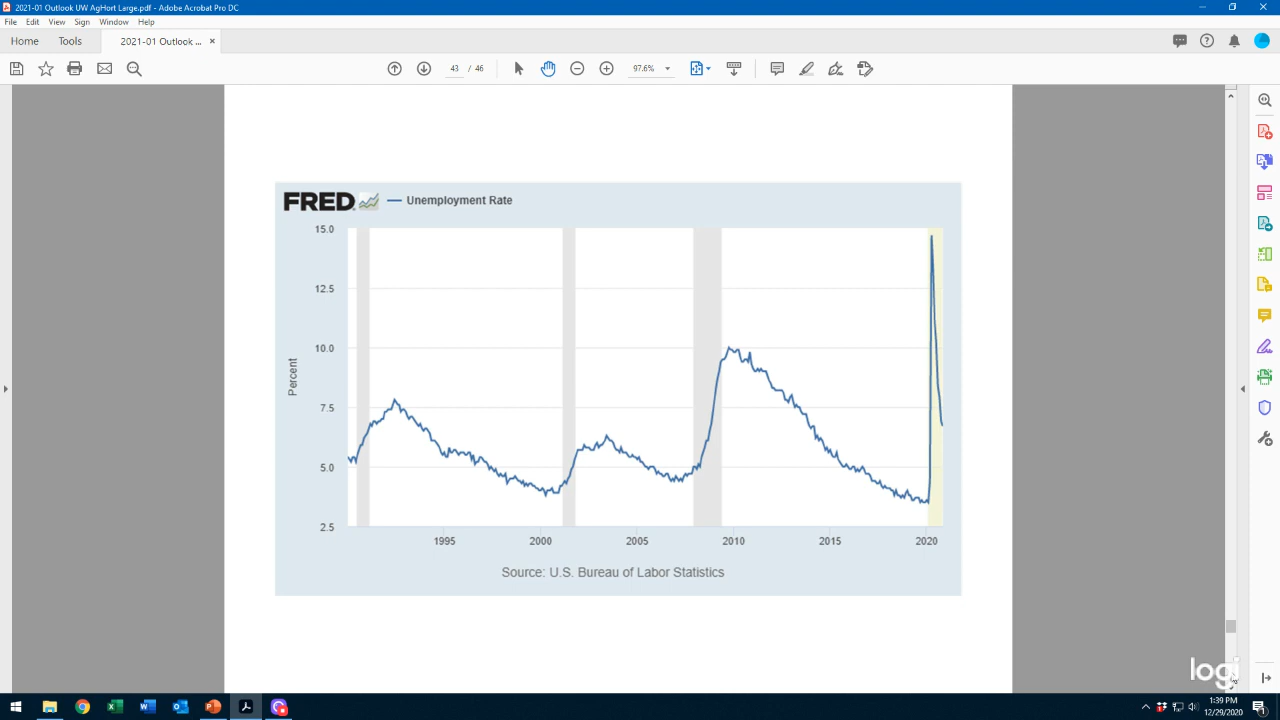 2021-01 Outlook UW AgHort Large.pdf - Adobe Acrobat Pro DC
File Edit View Sign Window Help
Home Tools 2021-01 Outlook ... ×
43 / 46 97.6%
FRED Unemployment Rate
15.0
12.5
10.0
7.5
5.0
2.5
Percent
1995 2000 2005 2010 2015 2020
Source: U.S. Bureau of Labor Statistics
logi
1:39 PM
12/29/2020
1